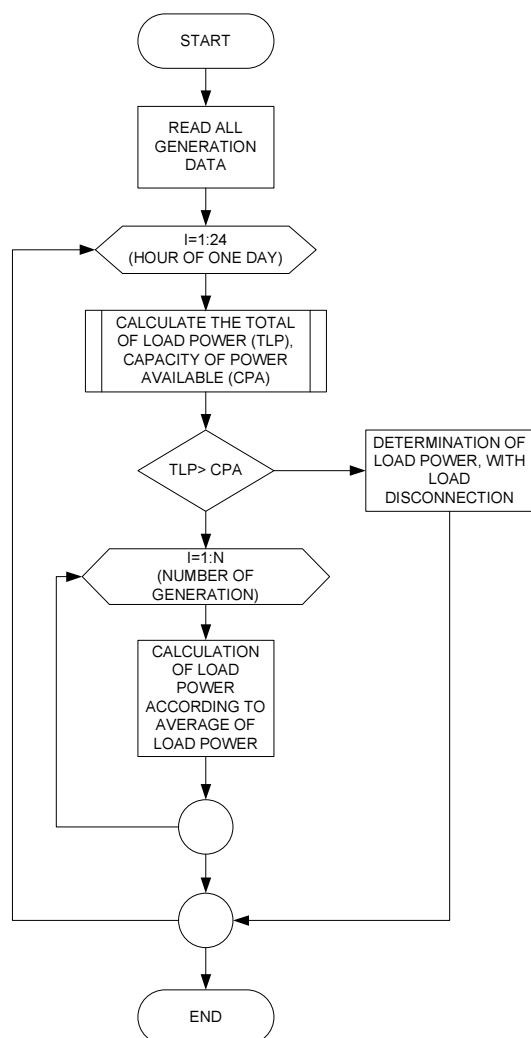 START
READ ALL
GENERATION
DATA
I=1:24
(HOUR OF ONE DAY)
CALCULATE THE TOTAL
OF LOAD POWER (TLP),
CAPACITY OF POWER
AVAILABLE (CPA)
TLP> CPA
DETERMINATION OF
LOAD POWER, WITH
LOAD
DISCONNECTION
I=1:N
(NUMBER OF
GENERATION)
CALCULATION
OF LOAD
POWER
ACCORDING TO
AVERAGE OF
LOAD POWER
END